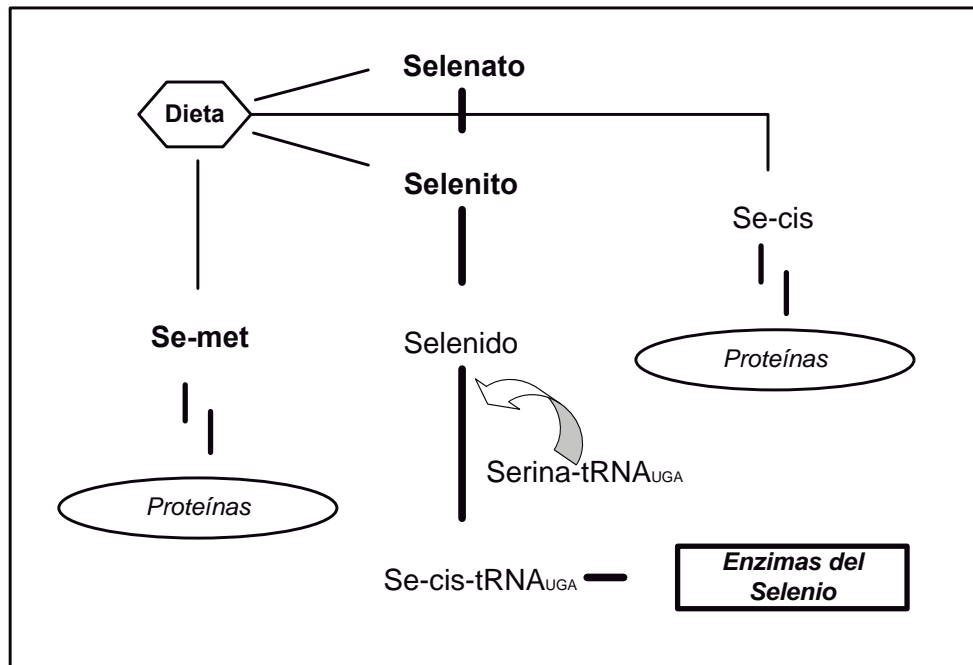 Selenato
Dieta
Selenito
Se-cis
Se-met
Selenido
Proteínas
Serina-tRNAUGA
Proteínas
Se-cis-tRNAUGA
Enzimas del
Selenio